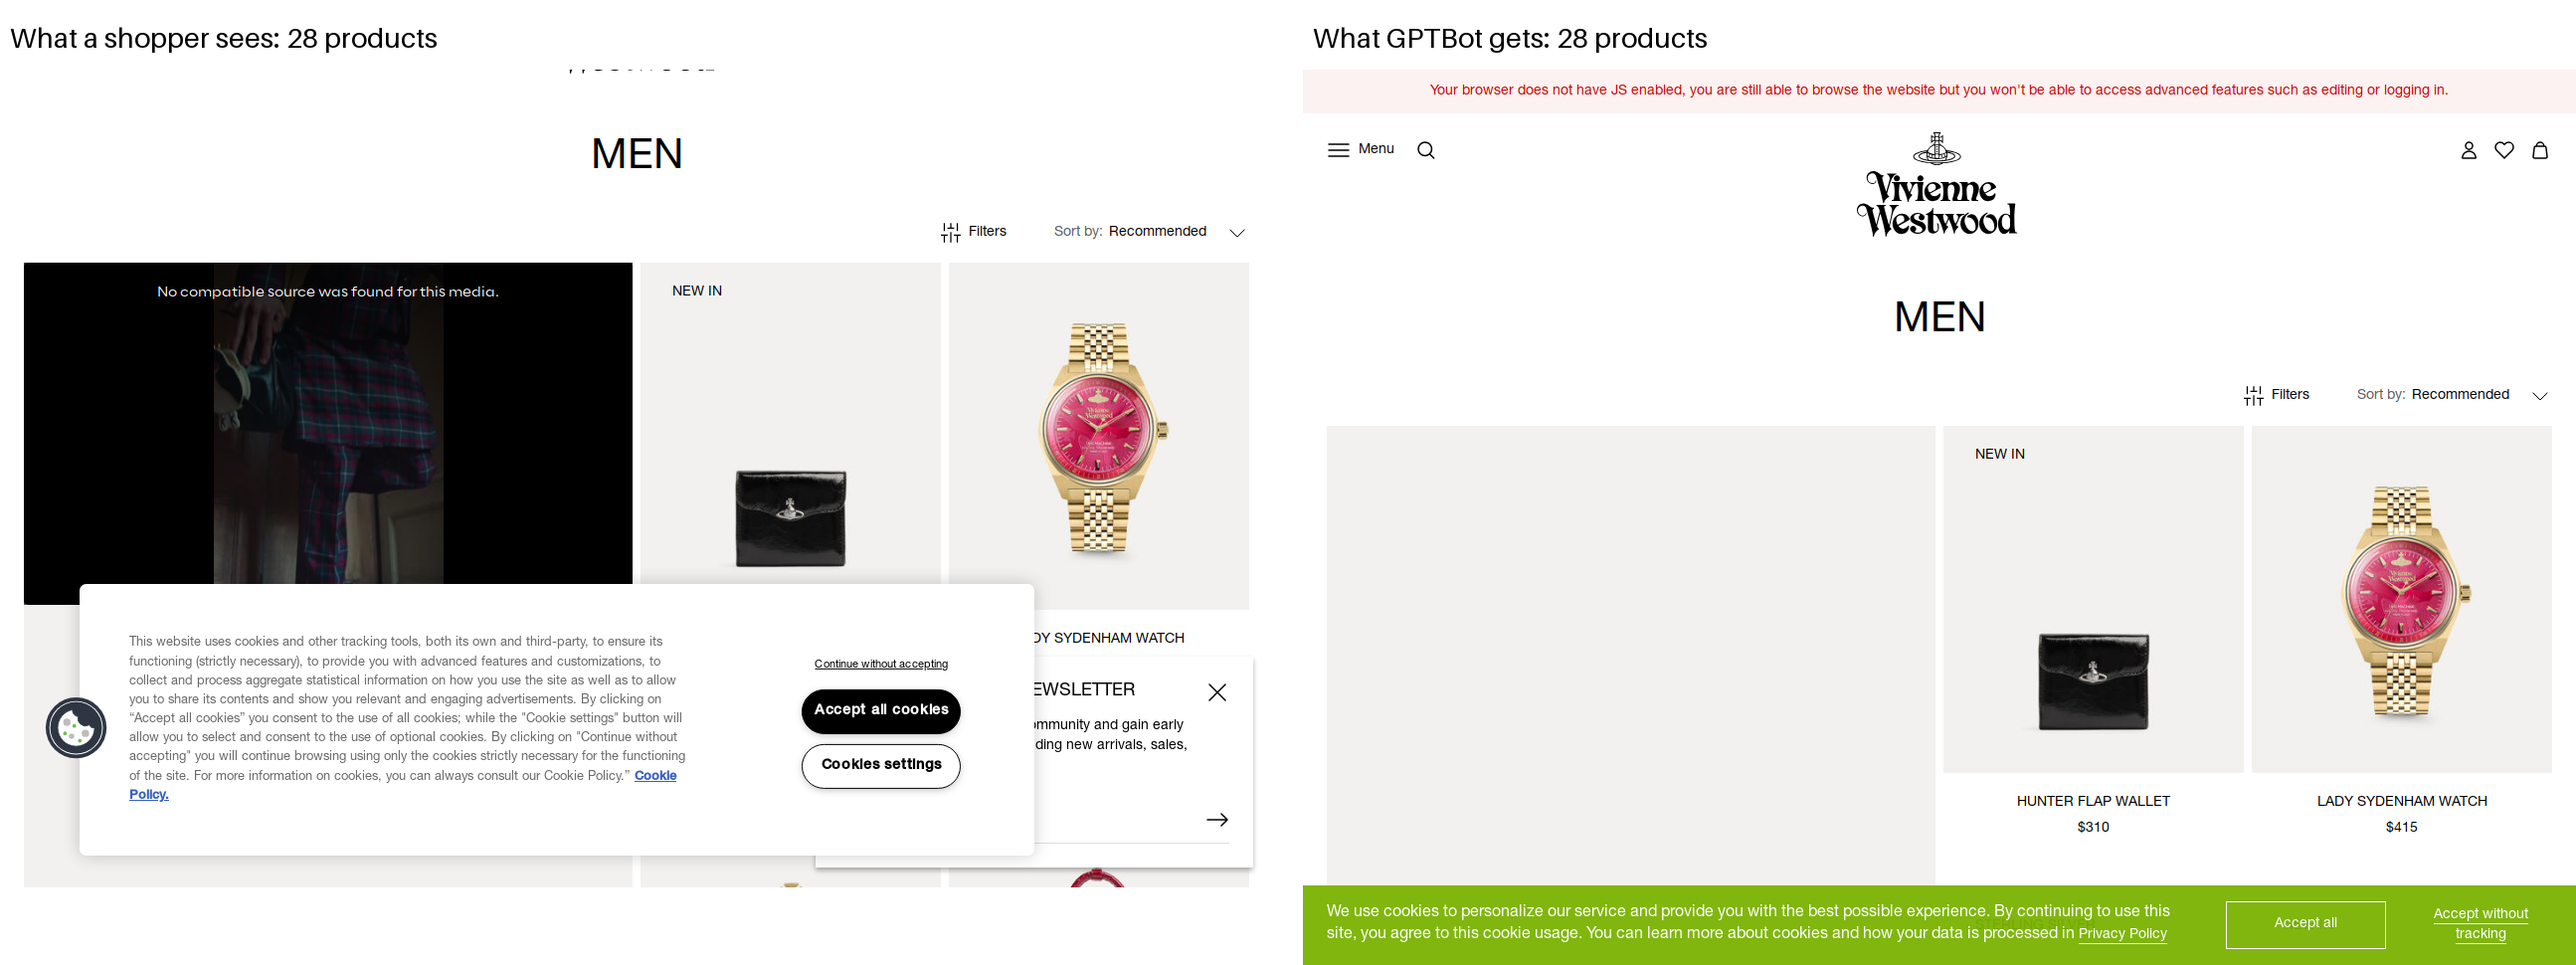 What a shopper sees: 28 products
MEN
Filters
Sort by: Recommended
No compatible source was found for this media.
NEW IN
SYDENHAM WATCH
This website uses cookies and other tracking tools, both its own and third-party, to ensure its
functioning (strictly necessary), to provide you with advanced features and customizations, to
collect and process aggregate statistical information on how you use the site as well as to allow
you to share its contents and show you relevant and engaging advertisements. By clicking on
“Accept all cookies” you consent to the use of all cookies; while the "Cookie settings" button will
allow you to select and consent to the use of optional cookies. By clicking on "Continue without
accepting" you will continue browsing using only the cookies strictly necessary for the functioning
of the site. For more information on cookies, you can always consult our Cookie Policy.” Cookie
Policy.
Continue without accepting
Accept all cookies
Cookies settings
EWSLETTER
ommunity and gain early
ding new arrivals, sales,
What GPTBot gets: 28 products
Your browser does not have JS enabled, you are still able to browse the website but you won't be able to access advanced features such as editing or logging in.
Menu
Vivienne
Westwood
MEN
Filters
Sort by: Recommended
NEW IN
HUNTER FLAP WALLET
$310
LADY SYDENHAM WATCH
$415
We use cookies to personalize our service and provide you with the best possible experience. By continuing to use this
site, you agree to this cookie usage. You can learn more about cookies and how your data is processed in Privacy Policy
Accept all
Accept without
tracking